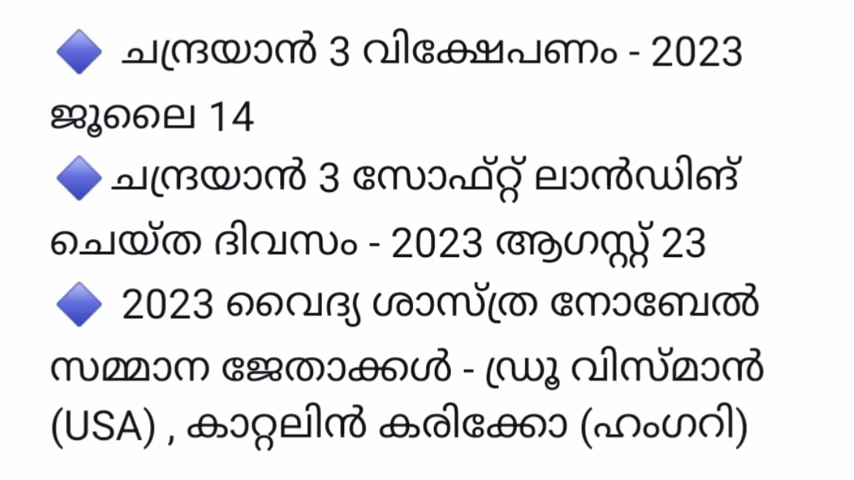 🔷 ചന്ദ്രയാൻ 3 വിക്ഷേപണം - 2023
ജൂലൈ 14
🔷 ചന്ദ്രയാൻ 3 സോഫ്റ്റ് ലാൻഡിങ്
ചെയ്ത ദിവസം - 2023 ആഗസ്റ്റ് 23
🔷 2023 വൈദ്യ ശാസ്ത്ര നോബേൽ
സമ്മാന ജേതാക്കൾ - ഡ്രൂ വിസ്മാൻ
(USA) , കാറ്റലിൻ കരിക്കോ (ഹംഗറി)